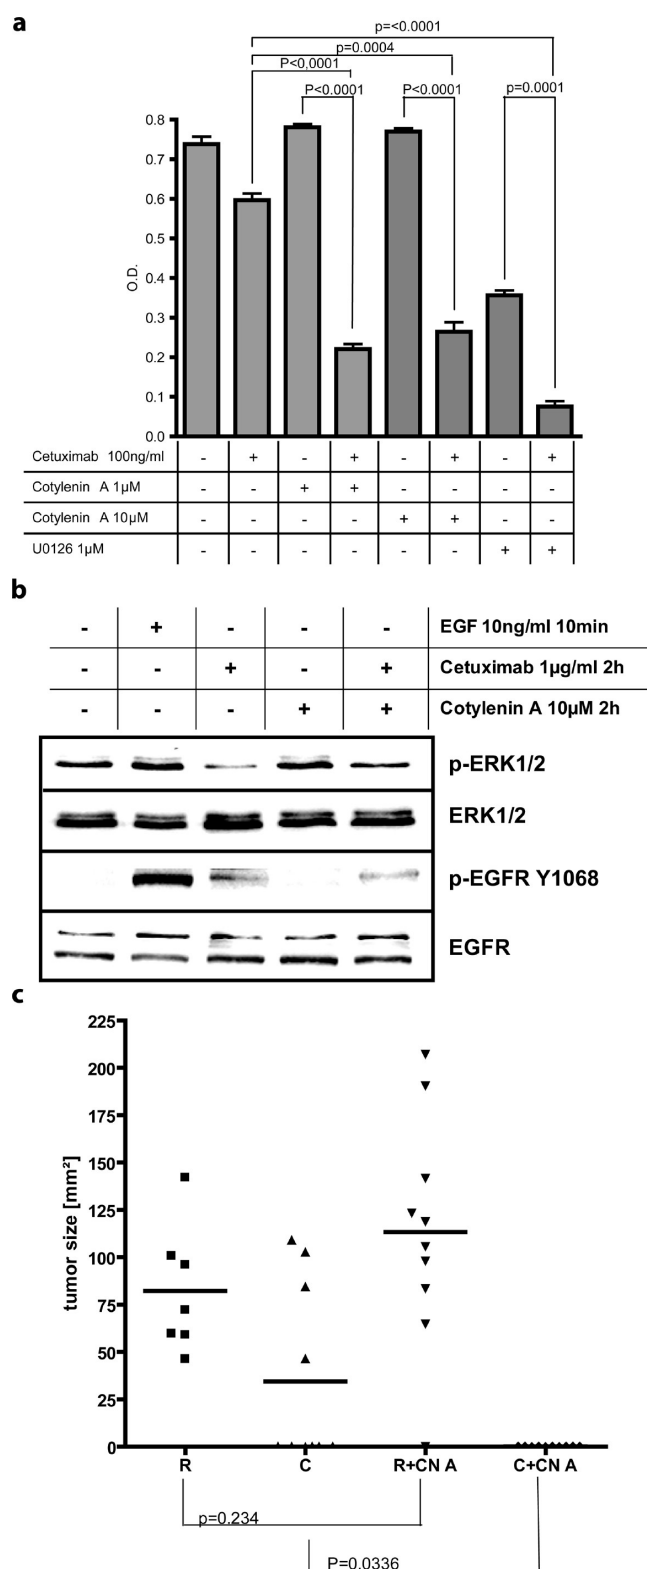 a
p=<0.0001
p=0.0004
P<0,0001
P<0.0001 P<0.0001 p=0.0001
0.8
0.7
0.6
0.5
0.4
0.3
0.2
0.1
0.0
O.D.
Cetuximab 100ng/ml - + - + - + - +
Cotylenin A 1µM - - + + - - - -
Cotylenin A 10µM - - - - + + - -
U0126 1µM - - - - - - + +
b
- + - - - EGF 10ng/ml 10min
- - + - + Cetuximab 1µg/ml 2h
- - - + + Cotylenin A 10µM 2h
p-ERK1/2
ERK1/2
p-EGFR Y1068
EGFR
c
225
200
175
150
125
100
75
50
25
0
tumor size [mm²]
R C R+CN A C+CN A
p=0.234
P=0.0336